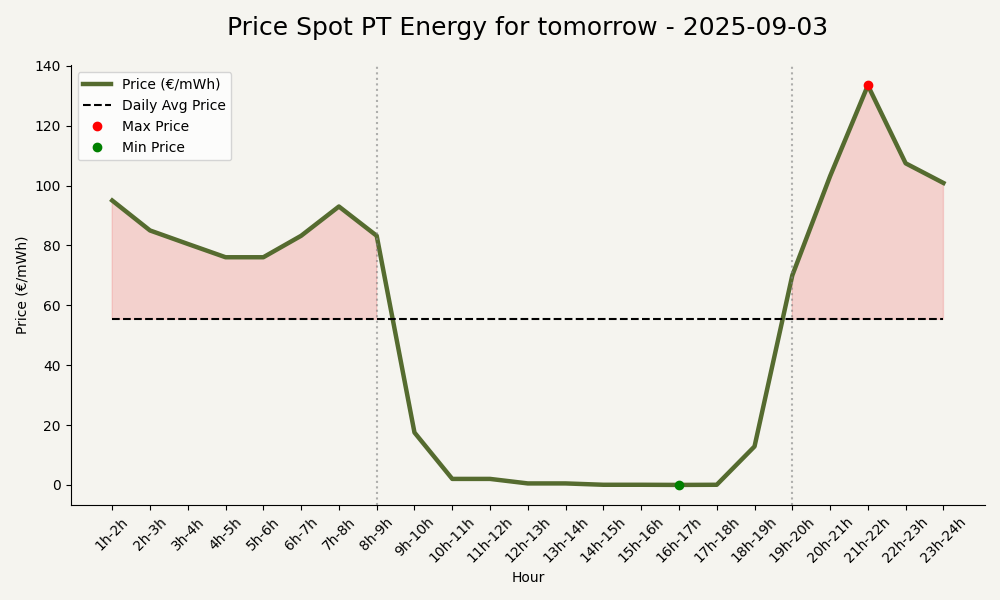 Price Spot PT Energy for tomorrow - 2025-09-03
Price (€/mWh)
Daily Avg Price
Max Price
Min Price
Price (€/mWh)
140
120
100
80
60
40
20
0
1h-2h
2h-3h
3h-4h
4h-5h
5h-6h
6h-7h
7h-8h
8h-9h
9h-10h
10h-11h
11h-12h
12h-13h
13h-14h
14h-15h
15h-16h
16h-17h
17h-18h
18h-19h
19h-20h
20h-21h
21h-22h
22h-23h
23h-24h
Hour